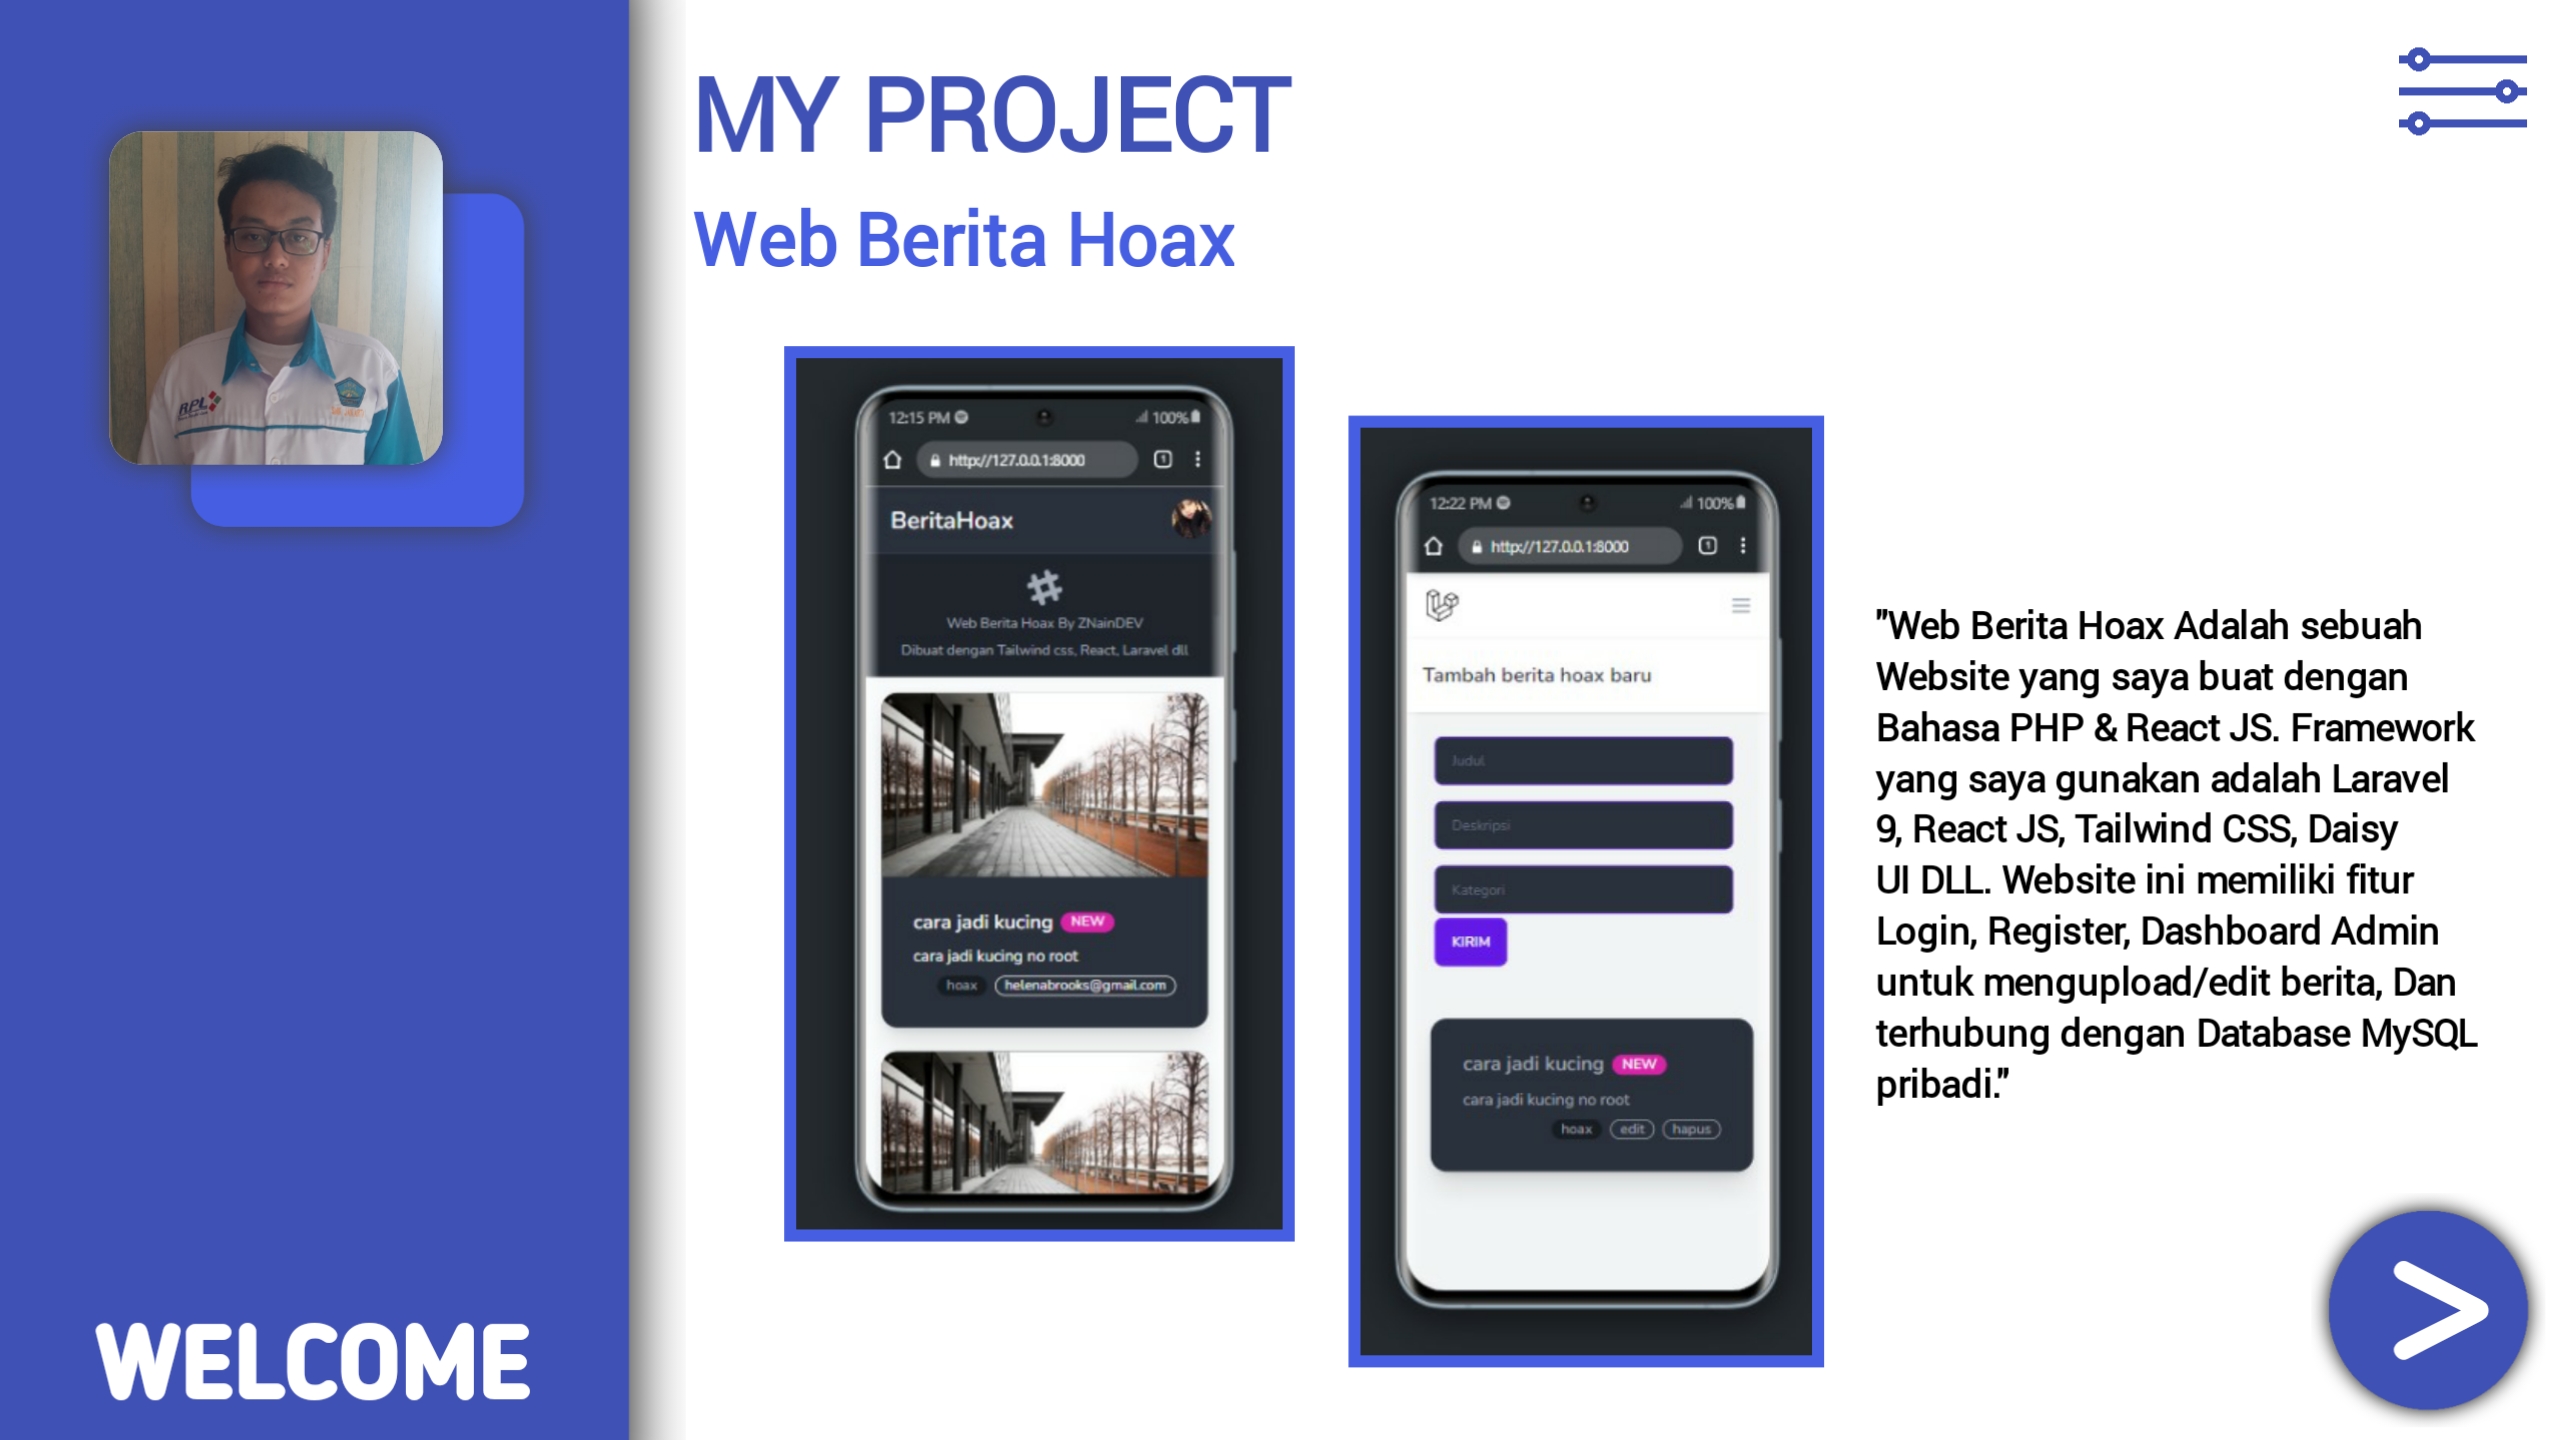 MY PROJECT
Web Berita Hoax
RPL
12:15 PM
100%
http://127.0.0.1:8000
1
BeritaHoax
Web Berita Hoax By ZNainDEV
Dibuat dengan Tailwind css, React, Laravel dll
cara jadi kucing NEW
cara jadi kucing no root
hoax helenabrooks@gmail.com
12:22 PM
100%
http://127.0.0.1:8000
1
Tambah berita hoax baru
Judul
Deskripsi
Kategori
KIRIM
cara jadi kucing NEW
cara jadi kucing no root
hoax edit hapus
"Web Berita Hoax Adalah sebuah
Website yang saya buat dengan
Bahasa PHP & React JS. Framework
yang saya gunakan adalah Laravel
9, React JS, Tailwind CSS, Daisy
UI DLL. Website ini memiliki fitur
Login, Register, Dashboard Admin
untuk mengupload/edit berita, Dan
terhubung dengan Database MySQL
pribadi."
WELCOME